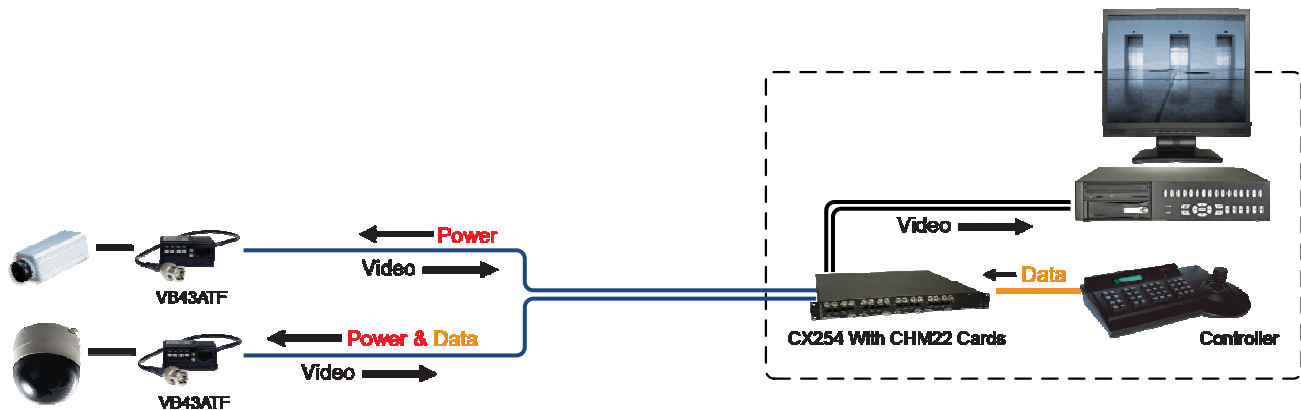 Video
Power
Video
VB43ATF
Data
Power & Data
CX254 With CHM22 Cards
Controller
Video
VB43ATF